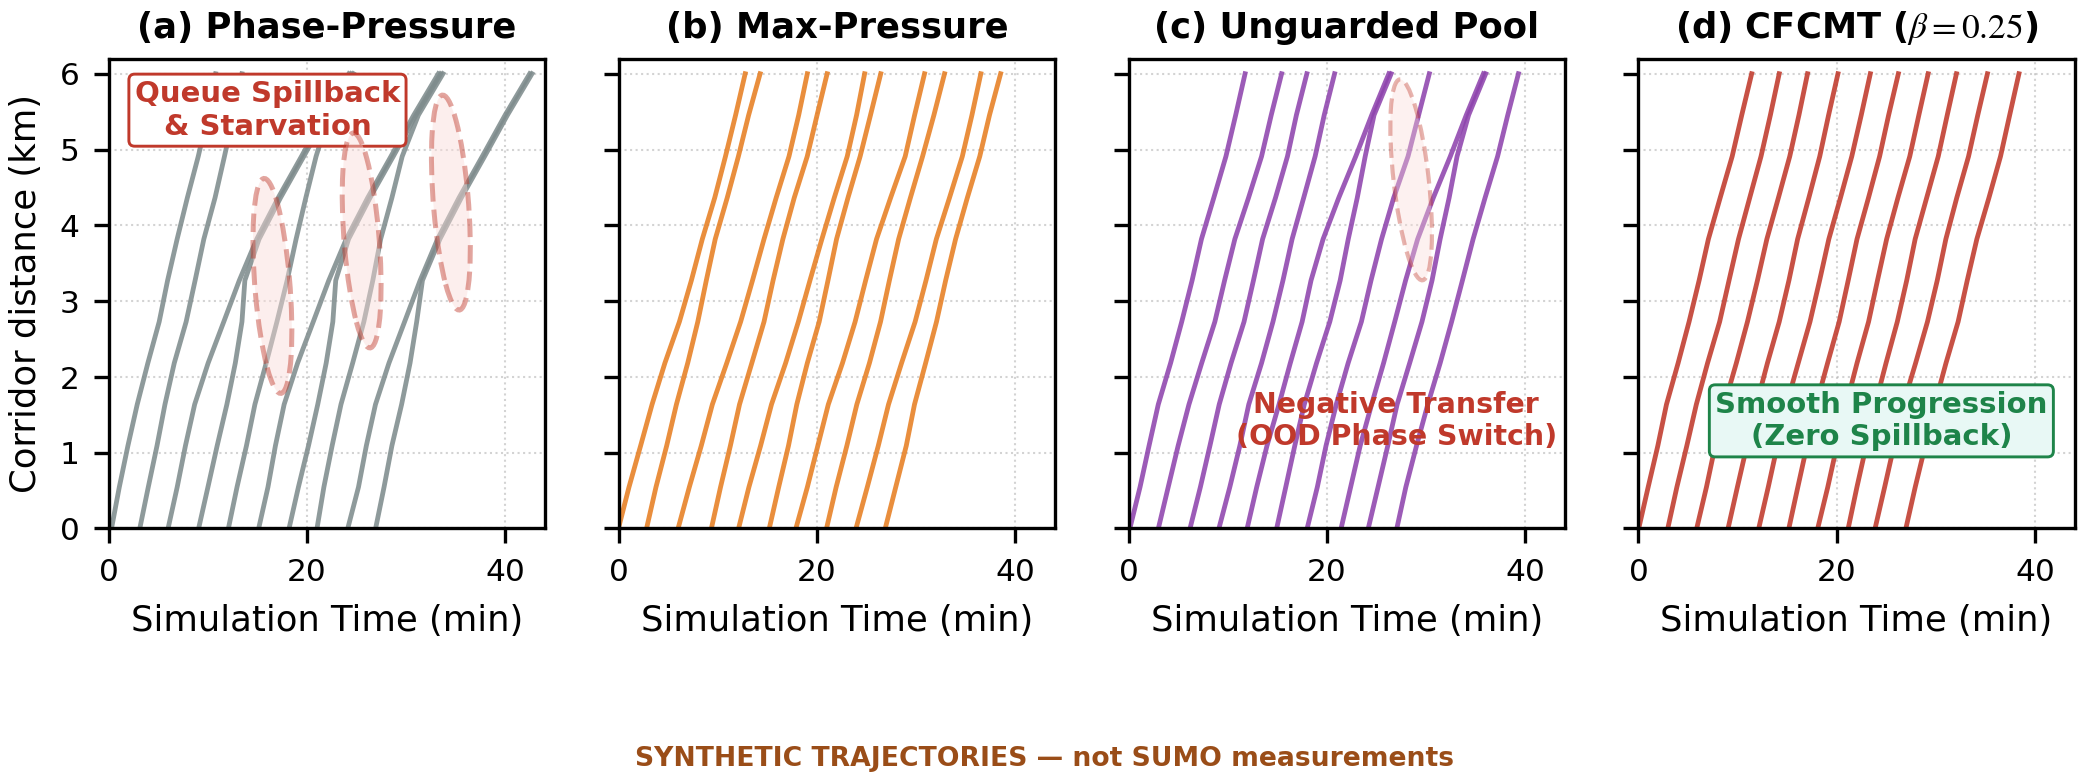 (a) Phase-Pressure
(b) Max-Pressure
(c) Unguarded Pool
(d) CFCMT (β = 0.25)
Corridor distance (km)
6
5
4
3
2
1
0
Queue Spillback
& Starvation
Negative Transfer
(OOD Phase Switch)
Smooth Progression
(Zero Spillback)
0 20 40
0 20 40
0 20 40
0 20 40
Simulation Time (min)
Simulation Time (min)
Simulation Time (min)
Simulation Time (min)
SYNTHETIC TRAJECTORIES — not SUMO measurements